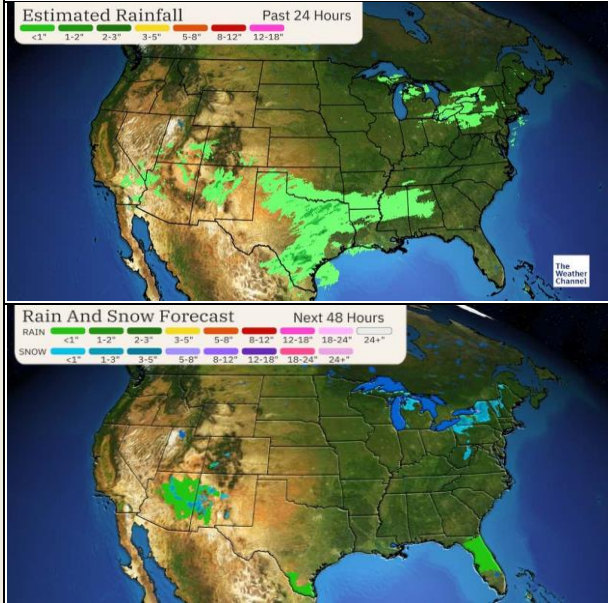 Estimated Rainfall Past 24 Hours
<1" 1-2" 2-3" 3-5" 5-8" 8-12" 12-18"
The
Weather
Channel
Rain And Snow Forecast Next 48 Hours
RAIN
<1" 1-2" 2-3" 3-5" 5-8" 8-12" 12-18" 18-24" 24+"
SNOW
<1" 1-3" 3-5" 5-8" 8-12" 12-18" 18-24" 24+"